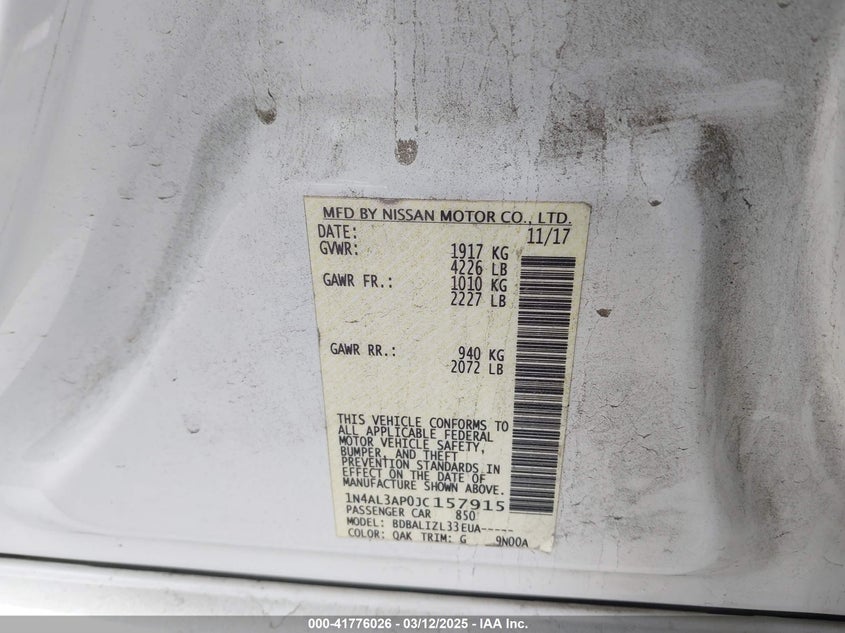 MFD BY NISSAN MOTOR CO., LTD.
DATE: 11/17
GVWR: 1917 KG
4226 LB
GAWR FR.: 1010 KG
2227 LB
GAWR RR.: 940 KG
2072 LB
THIS VEHICLE CONFORMS TO
ALL APPLICABLE FEDERAL
MOTOR VEHICLE SAFETY,
BUMPER, AND THEFT
PREVENTION STANDARDS IN
EFFECT ON THE DATE OF
MANUFACTURE SHOWN ABOVE.
1N4AL3AP0JC157915
PASSENGER CAR 850
MODEL: BDBALIZL33EUA-----
COLOR: QAK TRIM: G 9N00A
000-41776026 - 03/12/2025 - IAA Inc.